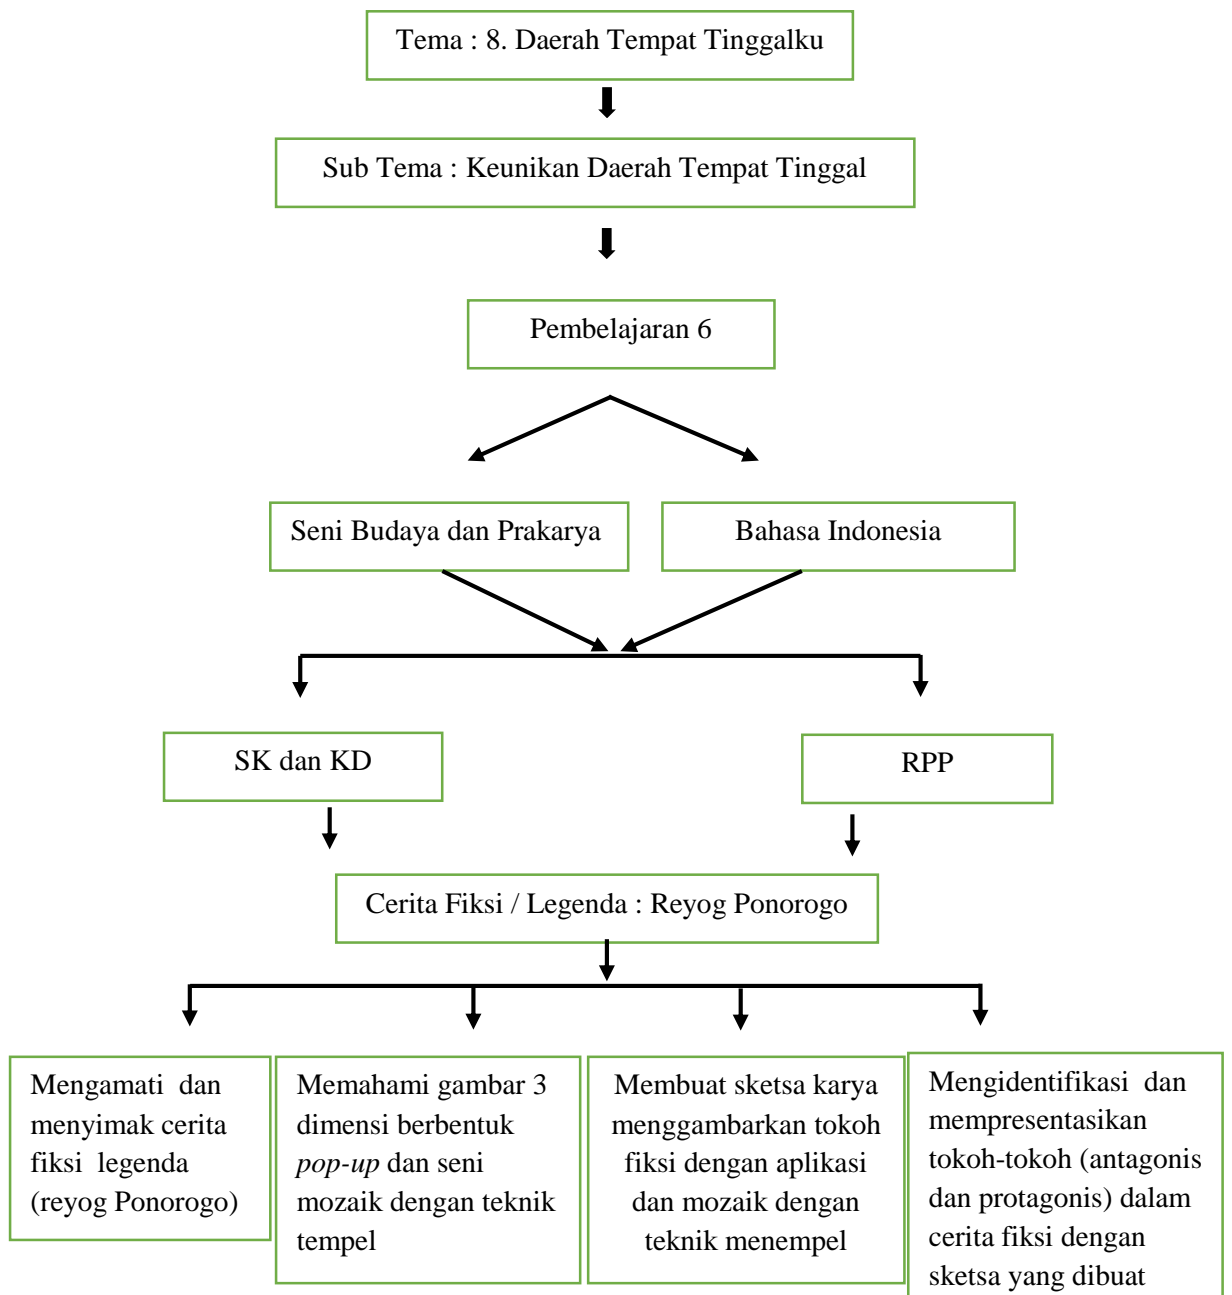 Tema : 8. Daerah Tempat Tinggalku
Sub Tema : Keunikan Daerah Tempat Tinggal
Pembelajaran 6
Seni Budaya dan Prakarya
Bahasa Indonesia
SK dan KD
RPP
Cerita Fiksi / Legenda : Reyog Ponorogo
Mengamati dan
menyimak cerita
fiksi legenda
(reyog Ponorogo)
Memahami gambar 3
dimensi berbentuk
pop-up dan seni
mozaik dengan teknik
tempel
Membuat sketsa karya
menggambarkan tokoh
fiksi dengan aplikasi
dan mozaik dengan
teknik menempel
Mengidentifikasi dan
mempresentasikan
tokoh-tokoh (antagonis
dan protagonis) dalam
cerita fiksi dengan
sketsa yang dibuat